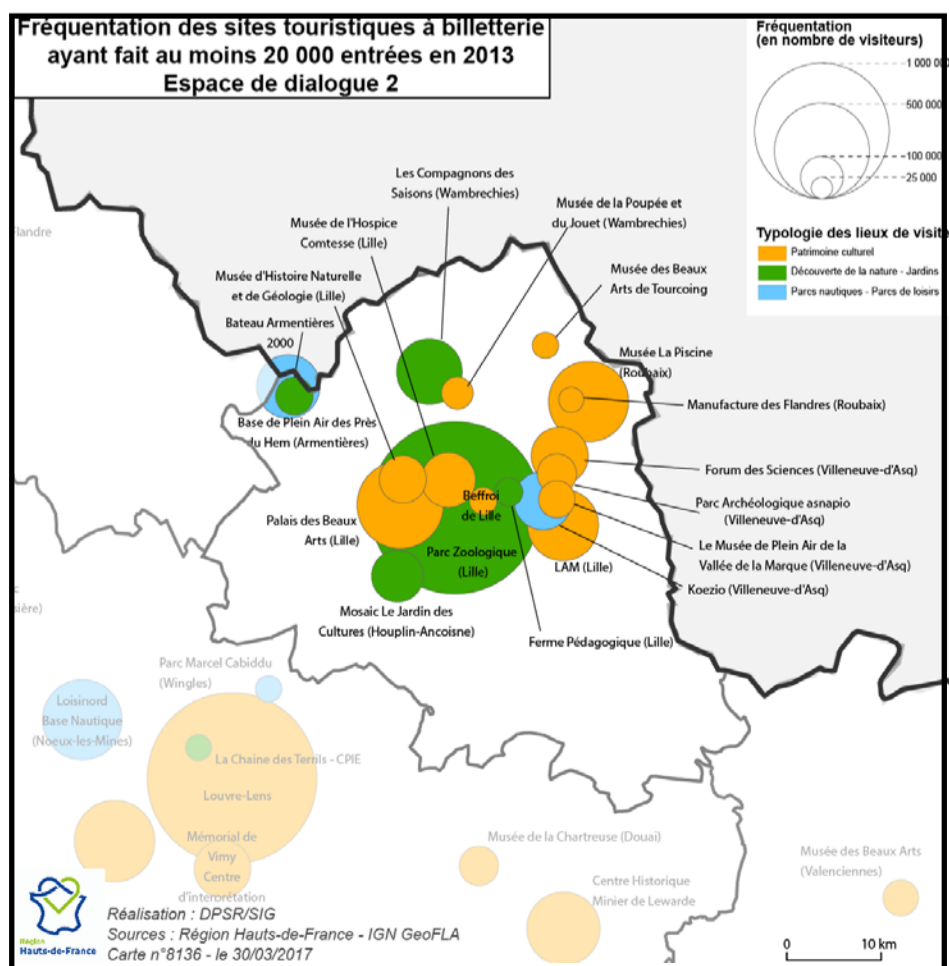 Fréquentation des sites touristiques à billetterie
ayant fait au moins 20 000 entrées en 2013
Espace de dialogue 2
Fréquentation
(en nombre de visiteurs)
1 000 00
500 000
100 000
25 000
Typologie des lieux de visite
Patrimoine culturel
Découverte de la nature - Jardins
Parcs nautiques - Parcs de loisirs
Les Compagnons des
Saisons (Wambrechies)
Musée de la Poupée et
du Jouet (Wambrechies)
Musée de l'Hospice
Comtesse (Lille)
Flandre
Musée d'Histoire Naturelle
et de Géologie (Lille)
Musée des Beaux
Arts de Tourcoing
Bateau Armentières
2000
Musée La Piscine
(Roubaix)
Manufacture des Flandres (Roubaix)
Base de Plein Air des Près
du Hem (Armentières)
Forum des Sciences (Villeneuve-d'Asq)
Beffroi
de Lille
Parc Archéologique asnapio
(Villeneuve-d'Asq)
Palais des Beaux
Arts (Lille)
Parc Zoologique
(Lille)
Le Musée de Plein Air de la
Vallée de la Marque (Villeneuve-d'Asq)
LAM (Lille)
Koezio (Villeneuve-d'Asq)
sière)
Mosaic Le Jardin des
Cultures (Houplin-Ancoisne)
Ferme Pédagogique (Lille)
Parc Marcel Cabiddu
(Wingles)
Loisinord
Base Nautique
(Noeux-les-Mines)
La Chaine des Terrils - CPIE
Louvre-Lens
Mémorial de
Vimy
Centre
d'interprétation
Musée de la Chartreuse (Douai)
Musée des Beaux Arts
(Valenciennes)
Centre Historique
Minier de Lewarde
Région
Hauts-de-France
Réalisation : DPSR/SIG
Sources : Région Hauts-de-France - IGN GeoFLA
Carte n°8136 - le 30/03/2017
0 10 km